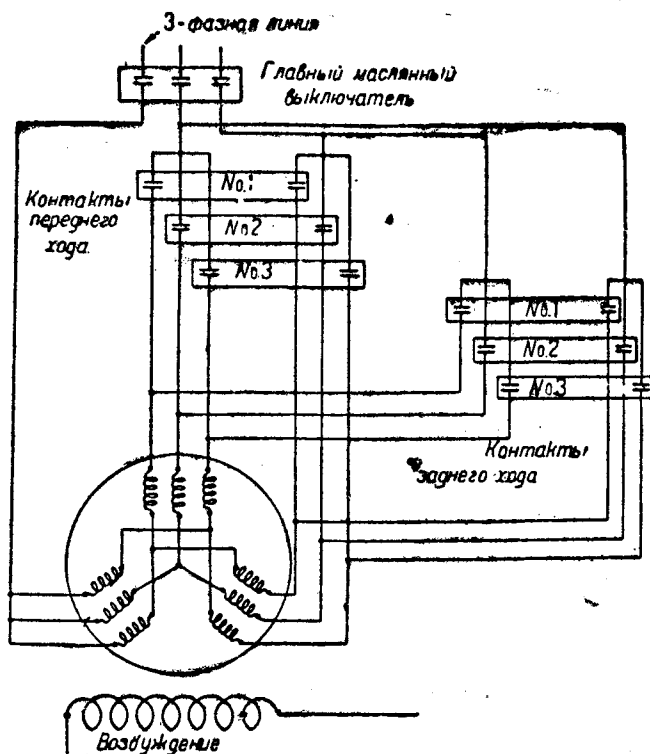 3-фазная линия
Главный маслянный
выключатель
Контакты
переднего
хода.
No.1
No.2
No.3
No.1
No.2
No.3
Контакты
заднего хода
Возбуждение